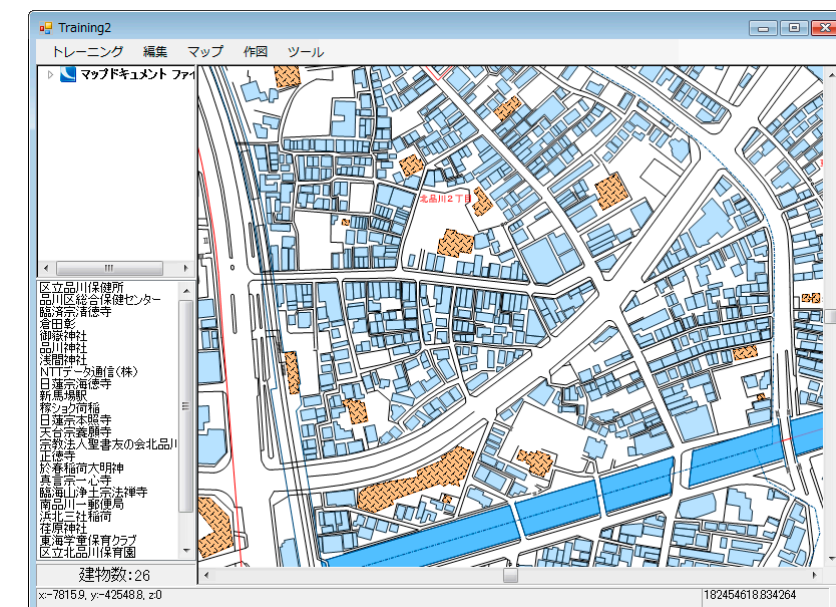 Training2
トレーニング 編集 マップ 作図 ツール
マップドキュメント ファイ
北品川2丁目
区立品川保健所
品川区総合保健センター
臨済宗清徳寺
倉田彰
御嶽神社
品川神社
浅間神社
NTTデータ通信(株)
日蓮宗海徳寺
新馬場駅
稼ショク荷稲
日蓮宗本照寺
天台宗養願寺
宗教法人聖書友の会北品川
正徳寺
於春稲荷大明神
真言宗一心寺
臨海山浄土宗法禅寺
南品川一郵便局
浜北三社稲荷
荏原神社
東海学童保育クラブ
区立北品川保育園
建物数:26
x:-7815.9, y:-42548.8, z:0
182454618.834264